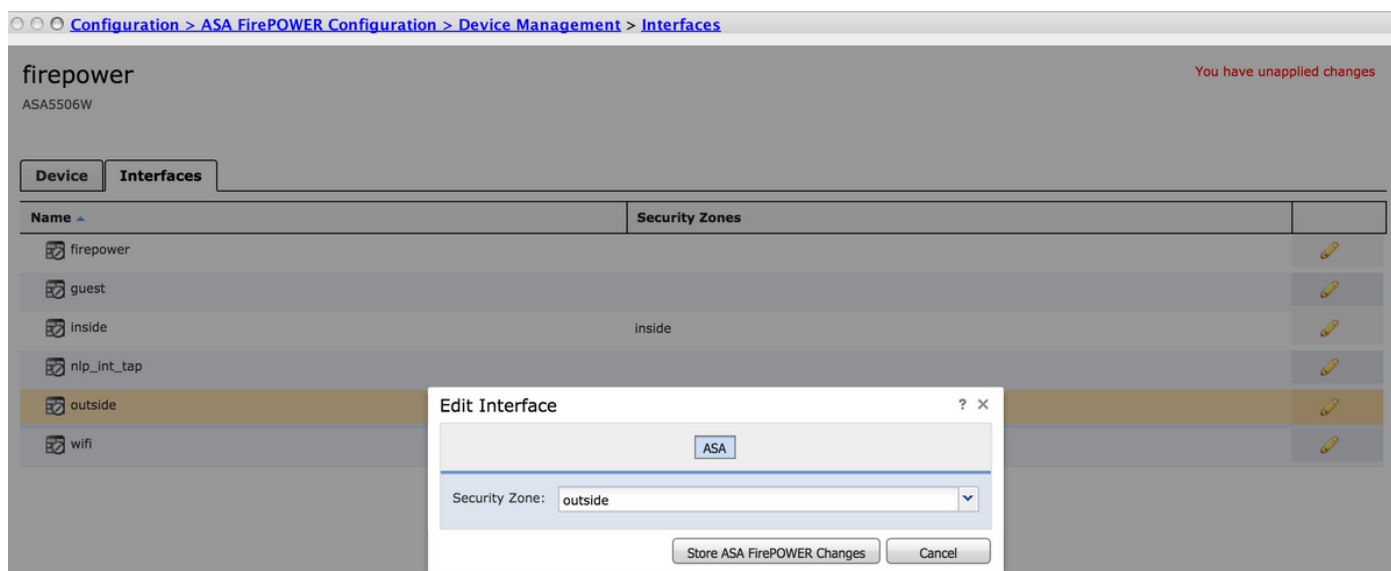 Configuration > ASA FirePOWER Configuration > Device Management > Interfaces
firepower
You have unapplied changes
ASA5506W
Device Interfaces
Name Security Zones
firepower
guest
inside inside
nlp_int_tap
outside
wifi
Edit Interface ? ×
ASA
Security Zone: outside
Store ASA FirePOWER Changes Cancel